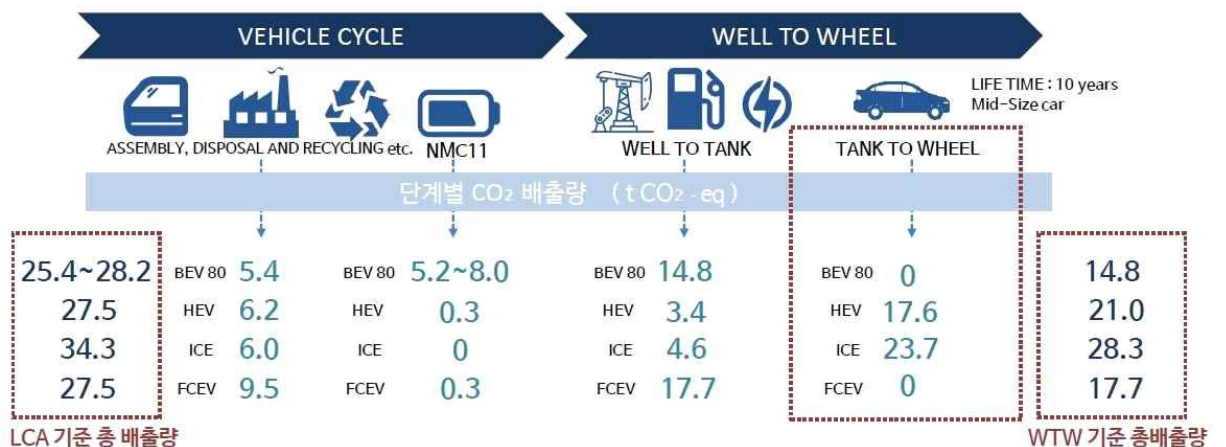 VEHICLE CYCLE
WELL TO WHEEL
LIFE TIME : 10 years
Mid-Size car
ASSEMBLY, DISPOSAL AND RECYCLING etc. NMC11
WELL TO TANK
TANK TO WHEEL
단계별 CO₂ 배출량 ( t CO₂ - eq )
25.4~28.2 BEV 80 5.4 BEV 80 5.2~8.0 BEV 80 14.8 BEV 80 0 14.8
27.5 HEV 6.2 HEV 0.3 HEV 3.4 HEV 17.6 21.0
34.3 ICE 6.0 ICE 0 ICE 4.6 ICE 23.7 28.3
27.5 FCEV 9.5 FCEV 0.3 FCEV 17.7 FCEV 0 17.7
LCA 기준 총 배출량
WTW 기준 총배출량